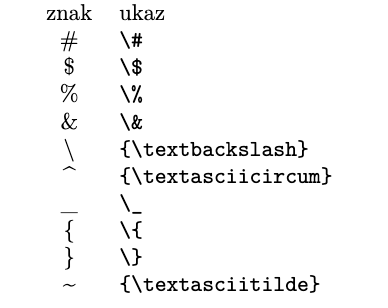 znak ukaz
# \#
$ \$
% \%
& \&
\ {\textbackslash}
^ {\textasciicircum}
_ \_
{ \{
} \}
~ {\textasciitilde}